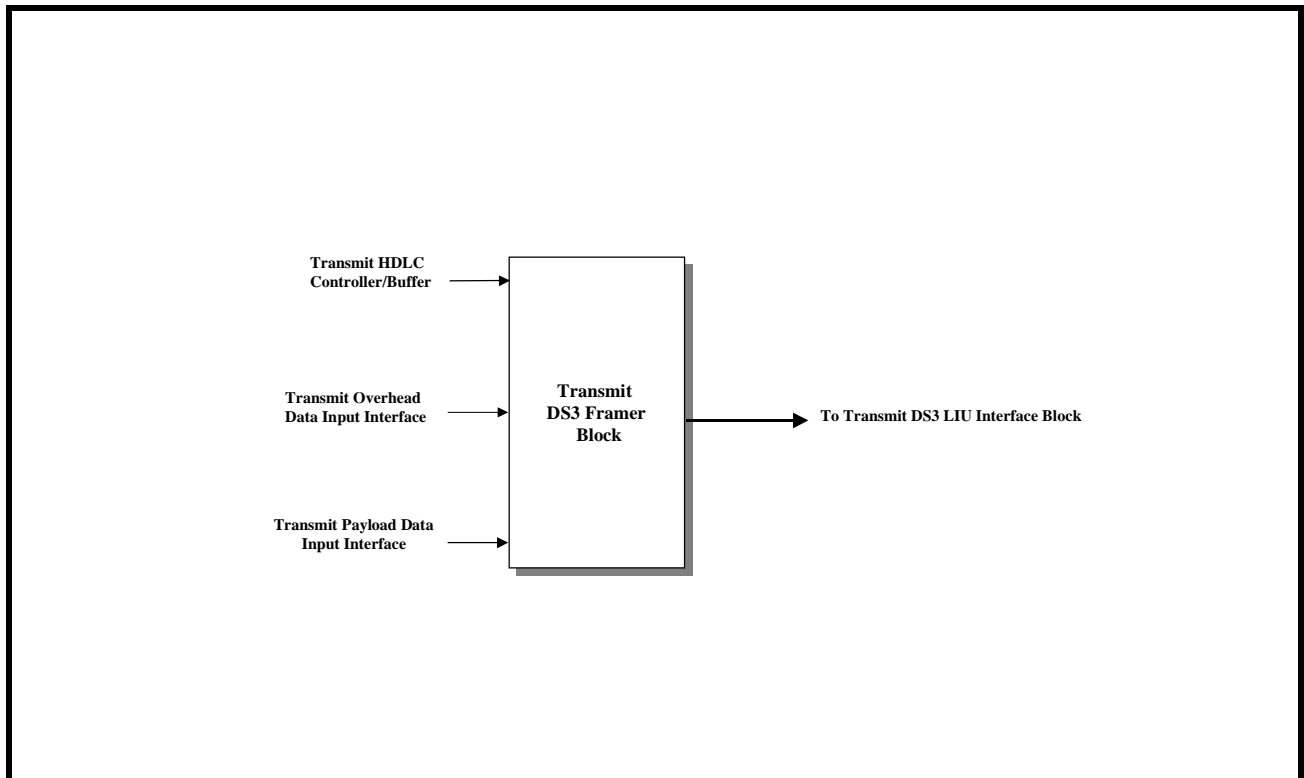 Transmit HDLC
Controller/Buffer
Transmit Overhead
Data Input Interface
Transmit Payload Data
Input Interface
Transmit
DS3 Framer
Block
To Transmit DS3 LIU Interface Block